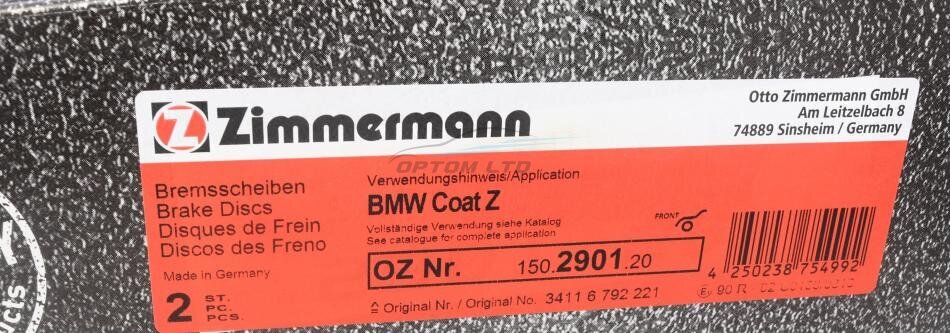 Z Zimmermann
Otto Zimmermann GmbH
Am Leitzelbach 8
74889 Sinsheim / Germany
OPTOM LTD
Bremsscheiben
Brake Discs
Disques de Frein
Discos des Freno
Made in Germany
2 ST.
PC.
PCS.
Verwendungshinweis/Application
BMW Coat Z
Vollständige Verwendung siehe Katalog
See catalogue for complete application
FRONT
OZ Nr. 150.2901.20
Original Nr. / Original No. 3411 6 792 221
4 250238 754992
90 R
ucts